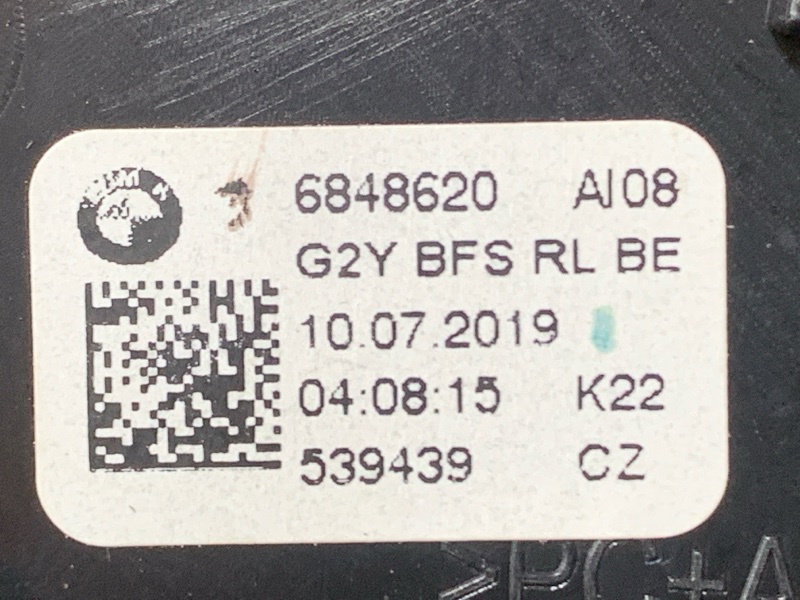 6848620 AI08
G2Y BFS RL BE
10.07.2019
04:08:15 K22
539439 CZ
>PC+A